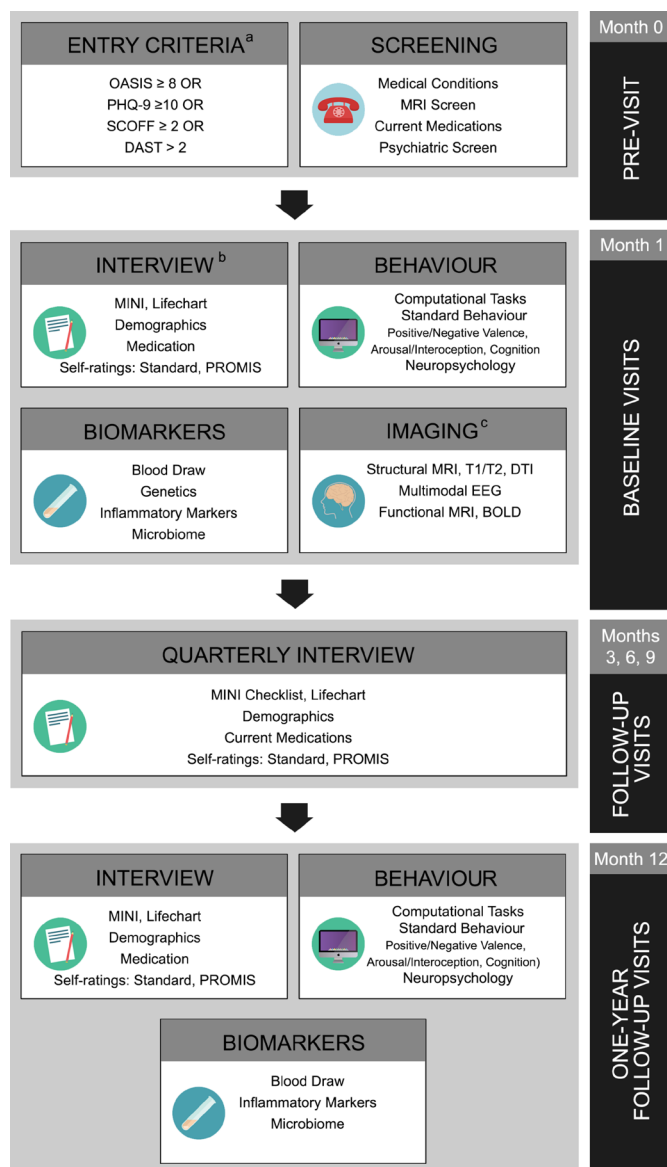 Month 0
PRE-VISIT
ENTRY CRITERIA a
OASIS ≥ 8 OR
PHQ-9 ≥10 OR
SCOFF ≥ 2 OR
DAST > 2
SCREENING
Medical Conditions
MRI Screen
Current Medications
Psychiatric Screen
Month 1
BASELINE VISITS
INTERVIEW b
MINI, Lifechart
Demographics
Medication
Self-ratings: Standard, PROMIS
BEHAVIOUR
Computational Tasks
Standard Behaviour
Positive/Negative Valence,
Arousal/Interoception, Cognition
Neuropsychology
BIOMARKERS
Blood Draw
Genetics
Inflammatory Markers
Microbiome
IMAGING c
Structural MRI, T1/T2, DTI
Multimodal EEG
Functional MRI, BOLD
Months
3, 6, 9
FOLLOW-UP
VISITS
QUARTERLY INTERVIEW
MINI Checklist, Lifechart
Demographics
Current Medications
Self-ratings: Standard, PROMIS
Month 12
ONE-YEAR
FOLLOW-UP VISITS
INTERVIEW
MINI, Lifechart
Demographics
Medication
Self-ratings: Standard, PROMIS
BEHAVIOUR
Computational Tasks
Standard Behaviour
Positive/Negative Valence,
Arousal/Interoception, Cognition)
Neuropsychology
BIOMARKERS
Blood Draw
Inflammatory Markers
Microbiome